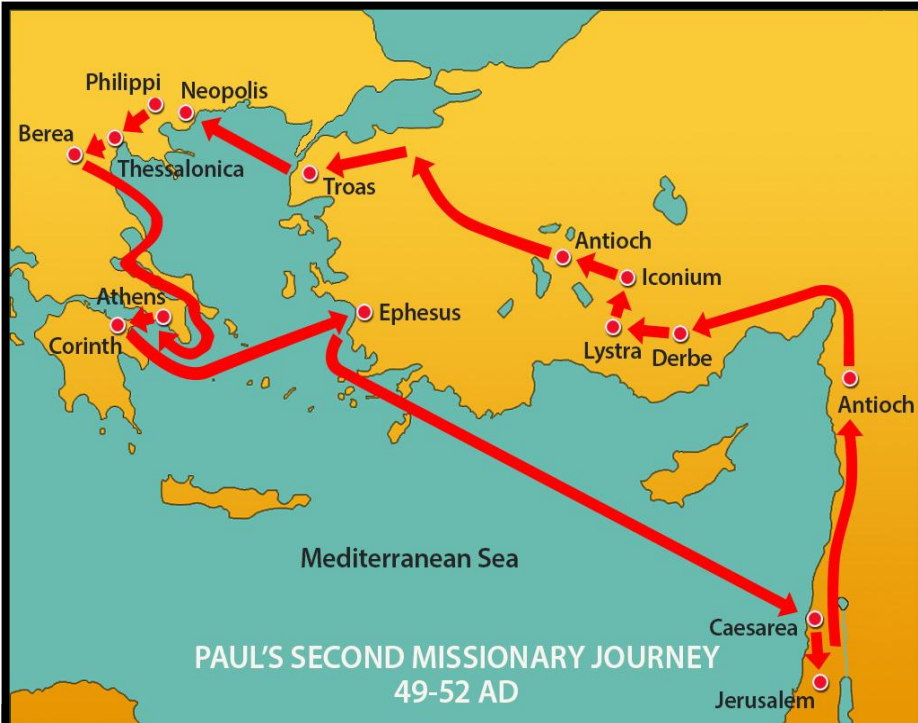 Philippi
Neopolis
Berea
Thessalonica
Troas
Antioch
Iconium
Athens
Ephesus
Corinth
Lystra
Derbe
Antioch
Mediterranean Sea
Caesarea
PAUL'S SECOND MISSIONARY JOURNEY
49-52 AD
Jerusalem